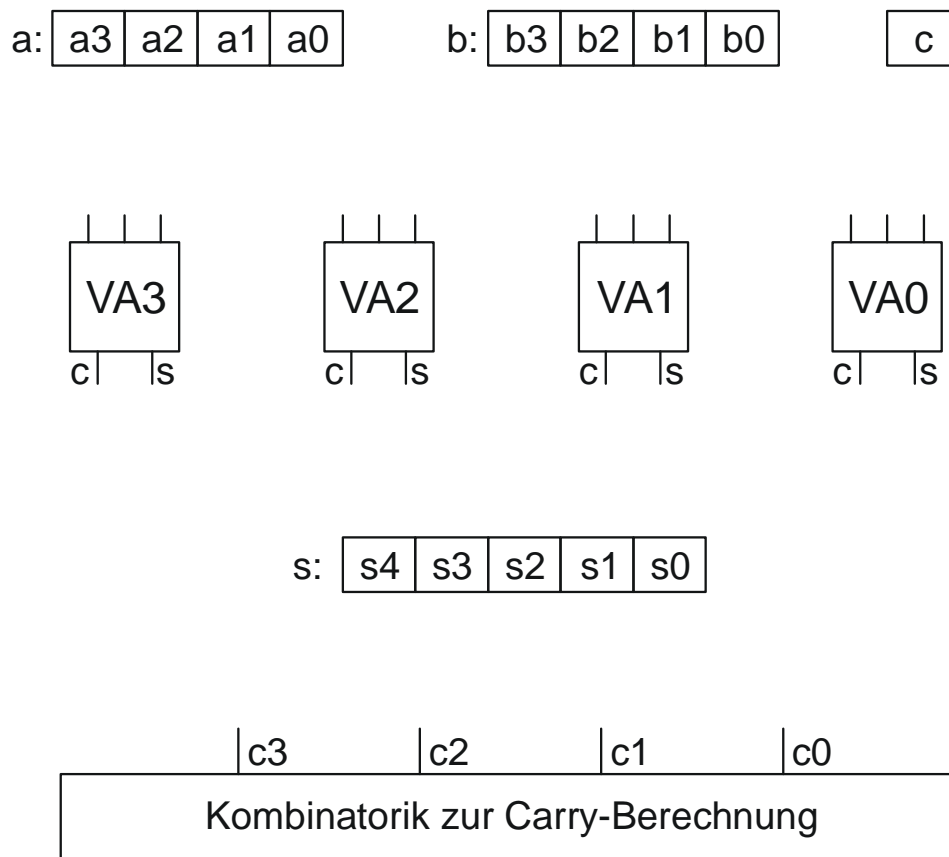 a: a3 a2 a1 a0 b: b3 b2 b1 b0 c
VA3 VA2 VA1 VA0
c s c s c s c s
s: s4 s3 s2 s1 s0
c3 c2 c1 c0
Kombinatorik zur Carry-Berechnung